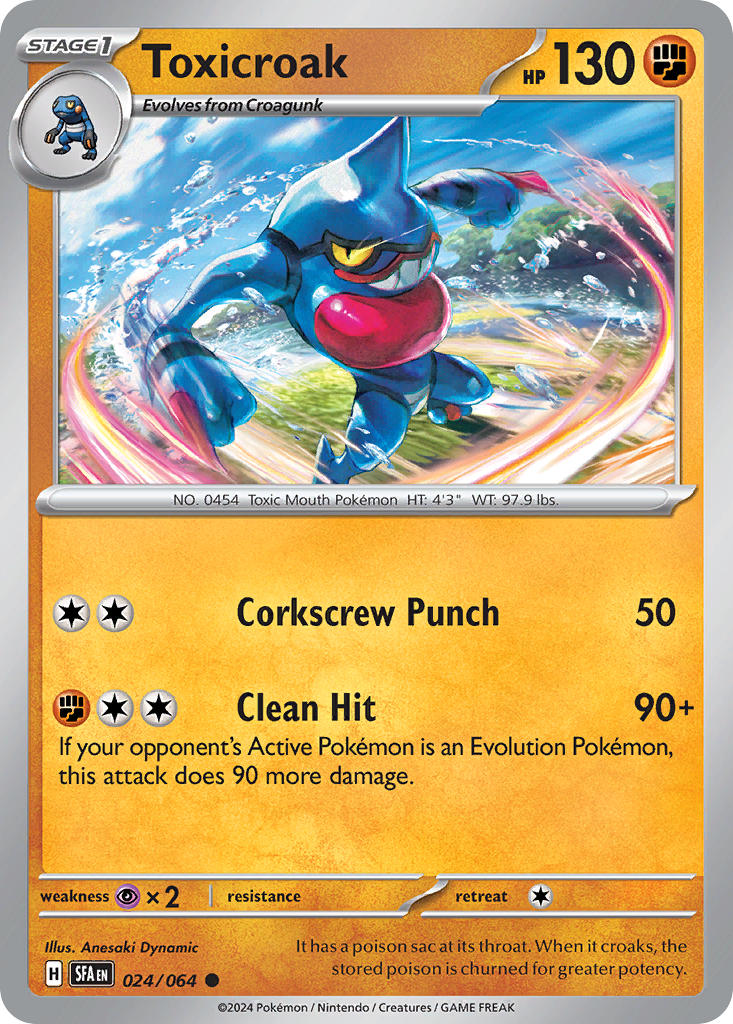 STAGE1
Toxicroak
HP 130
Evolves from Croagunk
NO. 0454 Toxic Mouth Pokémon HT: 4'3" WT: 97.9 lbs.
Corkscrew Punch 50
Clean Hit 90+
If your opponent's Active Pokémon is an Evolution Pokémon,
this attack does 90 more damage.
weakness ×2 resistance retreat
Illus. Anesaki Dynamic
It has a poison sac at its throat. When it croaks, the
stored poison is churned for greater potency.
H SFA EN 024/064
©2024 Pokémon / Nintendo / Creatures / GAME FREAK